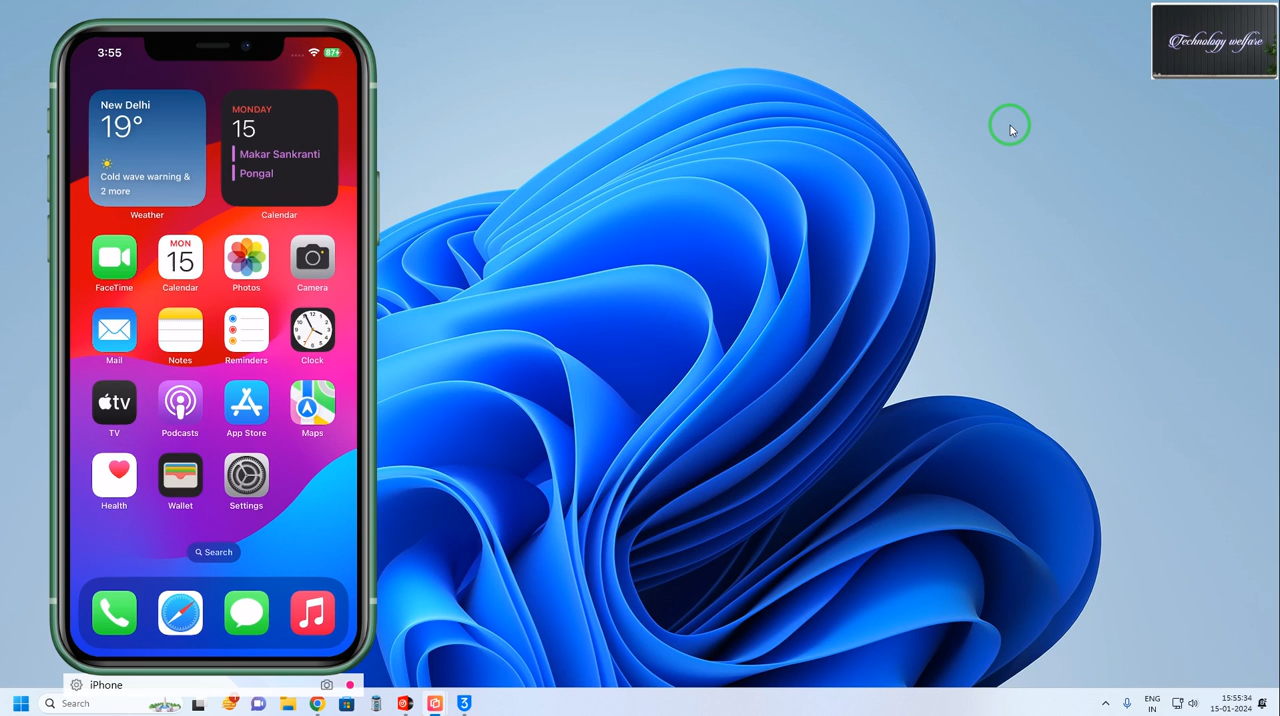 3:55
87+
New Delhi
19°
Cold wave warning &
2 more
Weather
MONDAY
15
Makar Sankranti
Pongal
Calendar
FaceTime
MON
15
Calendar
Photos
Camera
Mail
Notes
Reminders
Clock
tv
TV
Podcasts
App Store
Maps
Health
Wallet
Settings
Search
iPhone
Technology welfare
Search
ENG
IN
15:55:34
15-01-2024